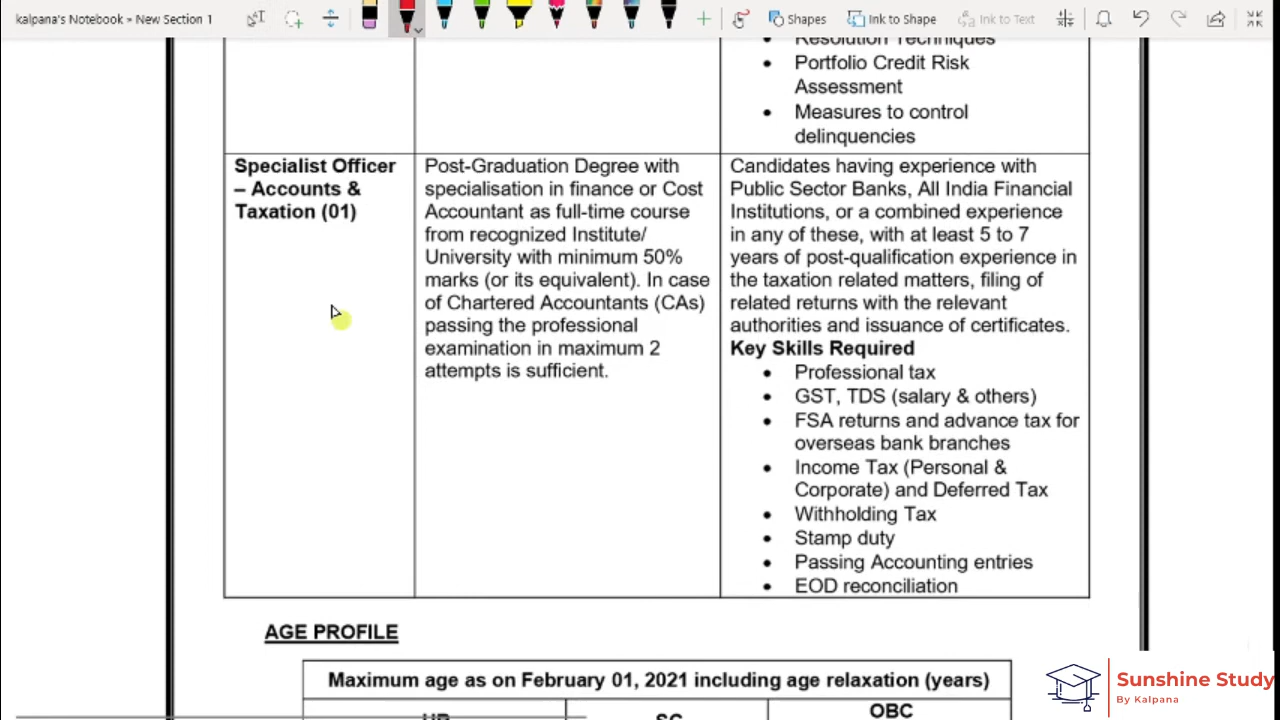 kalpana's Notebook » New Section 1
Shapes
Ink to Shape
Ink to Text
Resolution Techniques
• Portfolio Credit Risk
Assessment
• Measures to control
delinquencies
Specialist Officer
– Accounts &
Taxation (01)
Post-Graduation Degree with
specialisation in finance or Cost
Accountant as full-time course
from recognized Institute/
University with minimum 50%
marks (or its equivalent). In case
of Chartered Accountants (CAs)
passing the professional
examination in maximum 2
attempts is sufficient.
Candidates having experience with
Public Sector Banks, All India Financial
Institutions, or a combined experience
in any of these, with at least 5 to 7
years of post-qualification experience in
the taxation related matters, filing of
related returns with the relevant
authorities and issuance of certificates.
Key Skills Required
• Professional tax
• GST, TDS (salary & others)
• FSA returns and advance tax for
overseas bank branches
• Income Tax (Personal &
Corporate) and Deferred Tax
• Withholding Tax
• Stamp duty
• Passing Accounting entries
• EOD reconciliation
AGE PROFILE
Maximum age as on February 01, 2021 including age relaxation (years)
UR
SC
OBC
Sunshine Study
By Kalpana